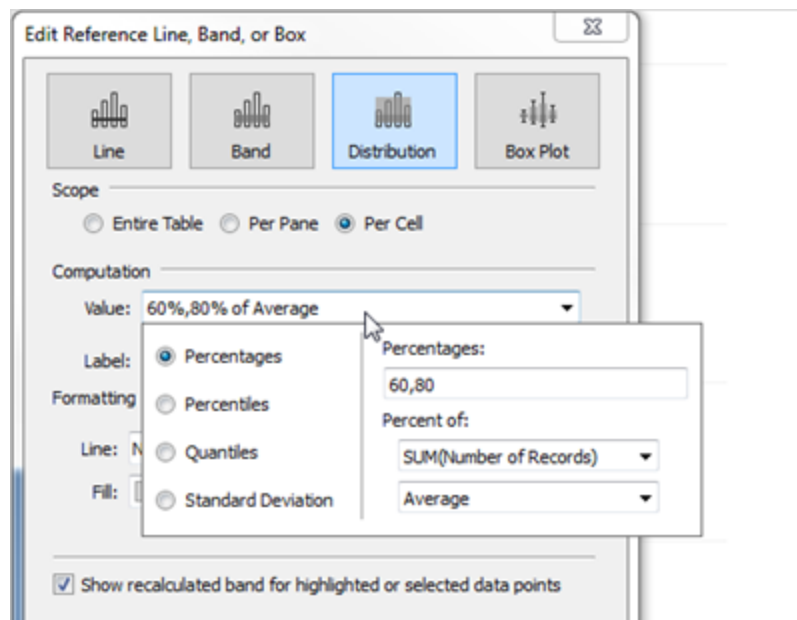 Edit Reference Line, Band, or Box
Line Band Distribution Box Plot
Scope
Entire Table Per Pane Per Cell
Computation
Value: 60%,80% of Average
Label:
Percentages
Percentages:
60,80
Formatting
Percentiles
Percent of:
Line:
Quantiles
SUM(Number of Records)
Fill:
Standard Deviation
Average
Show recalculated band for highlighted or selected data points